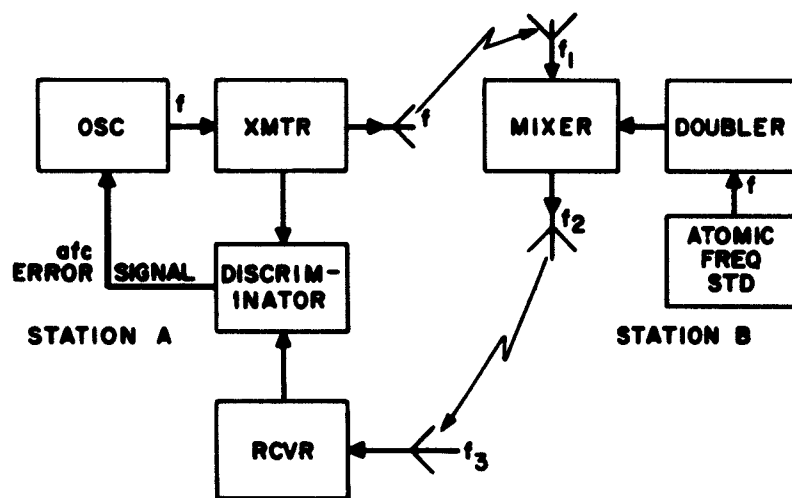 OSC
f
XMTR
f
f₁
MIXER
DOUBLER
f
ATOMIC
FREQ
STD
f₂
afc
ERROR SIGNAL
DISCRIM-
INATOR
STATION A
STATION B
RCVR
f₃